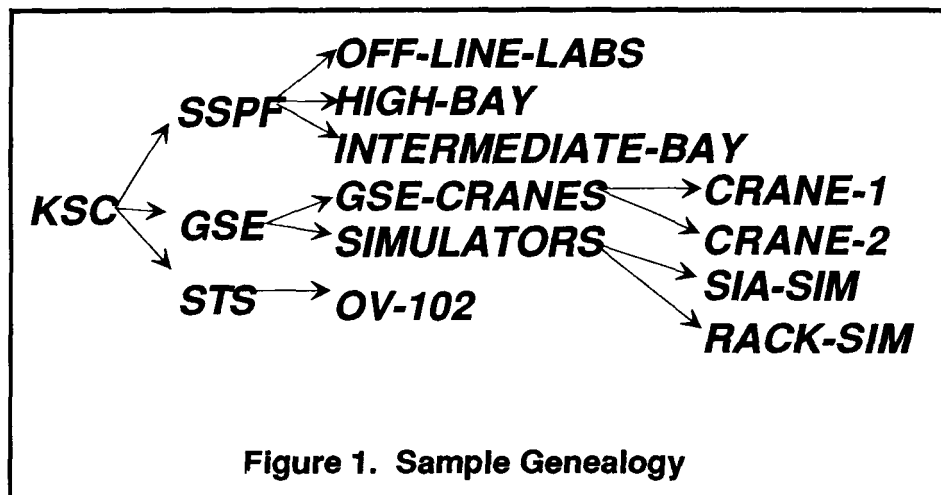 OFF-LINE-LABS
SSPF
HIGH-BAY
INTERMEDIATE-BAY
KSC
GSE
GSE-CRANES
CRANE-1
SIMULATORS
CRANE-2
SIA-SIM
STS
OV-102
RACK-SIM
Figure 1. Sample Genealogy